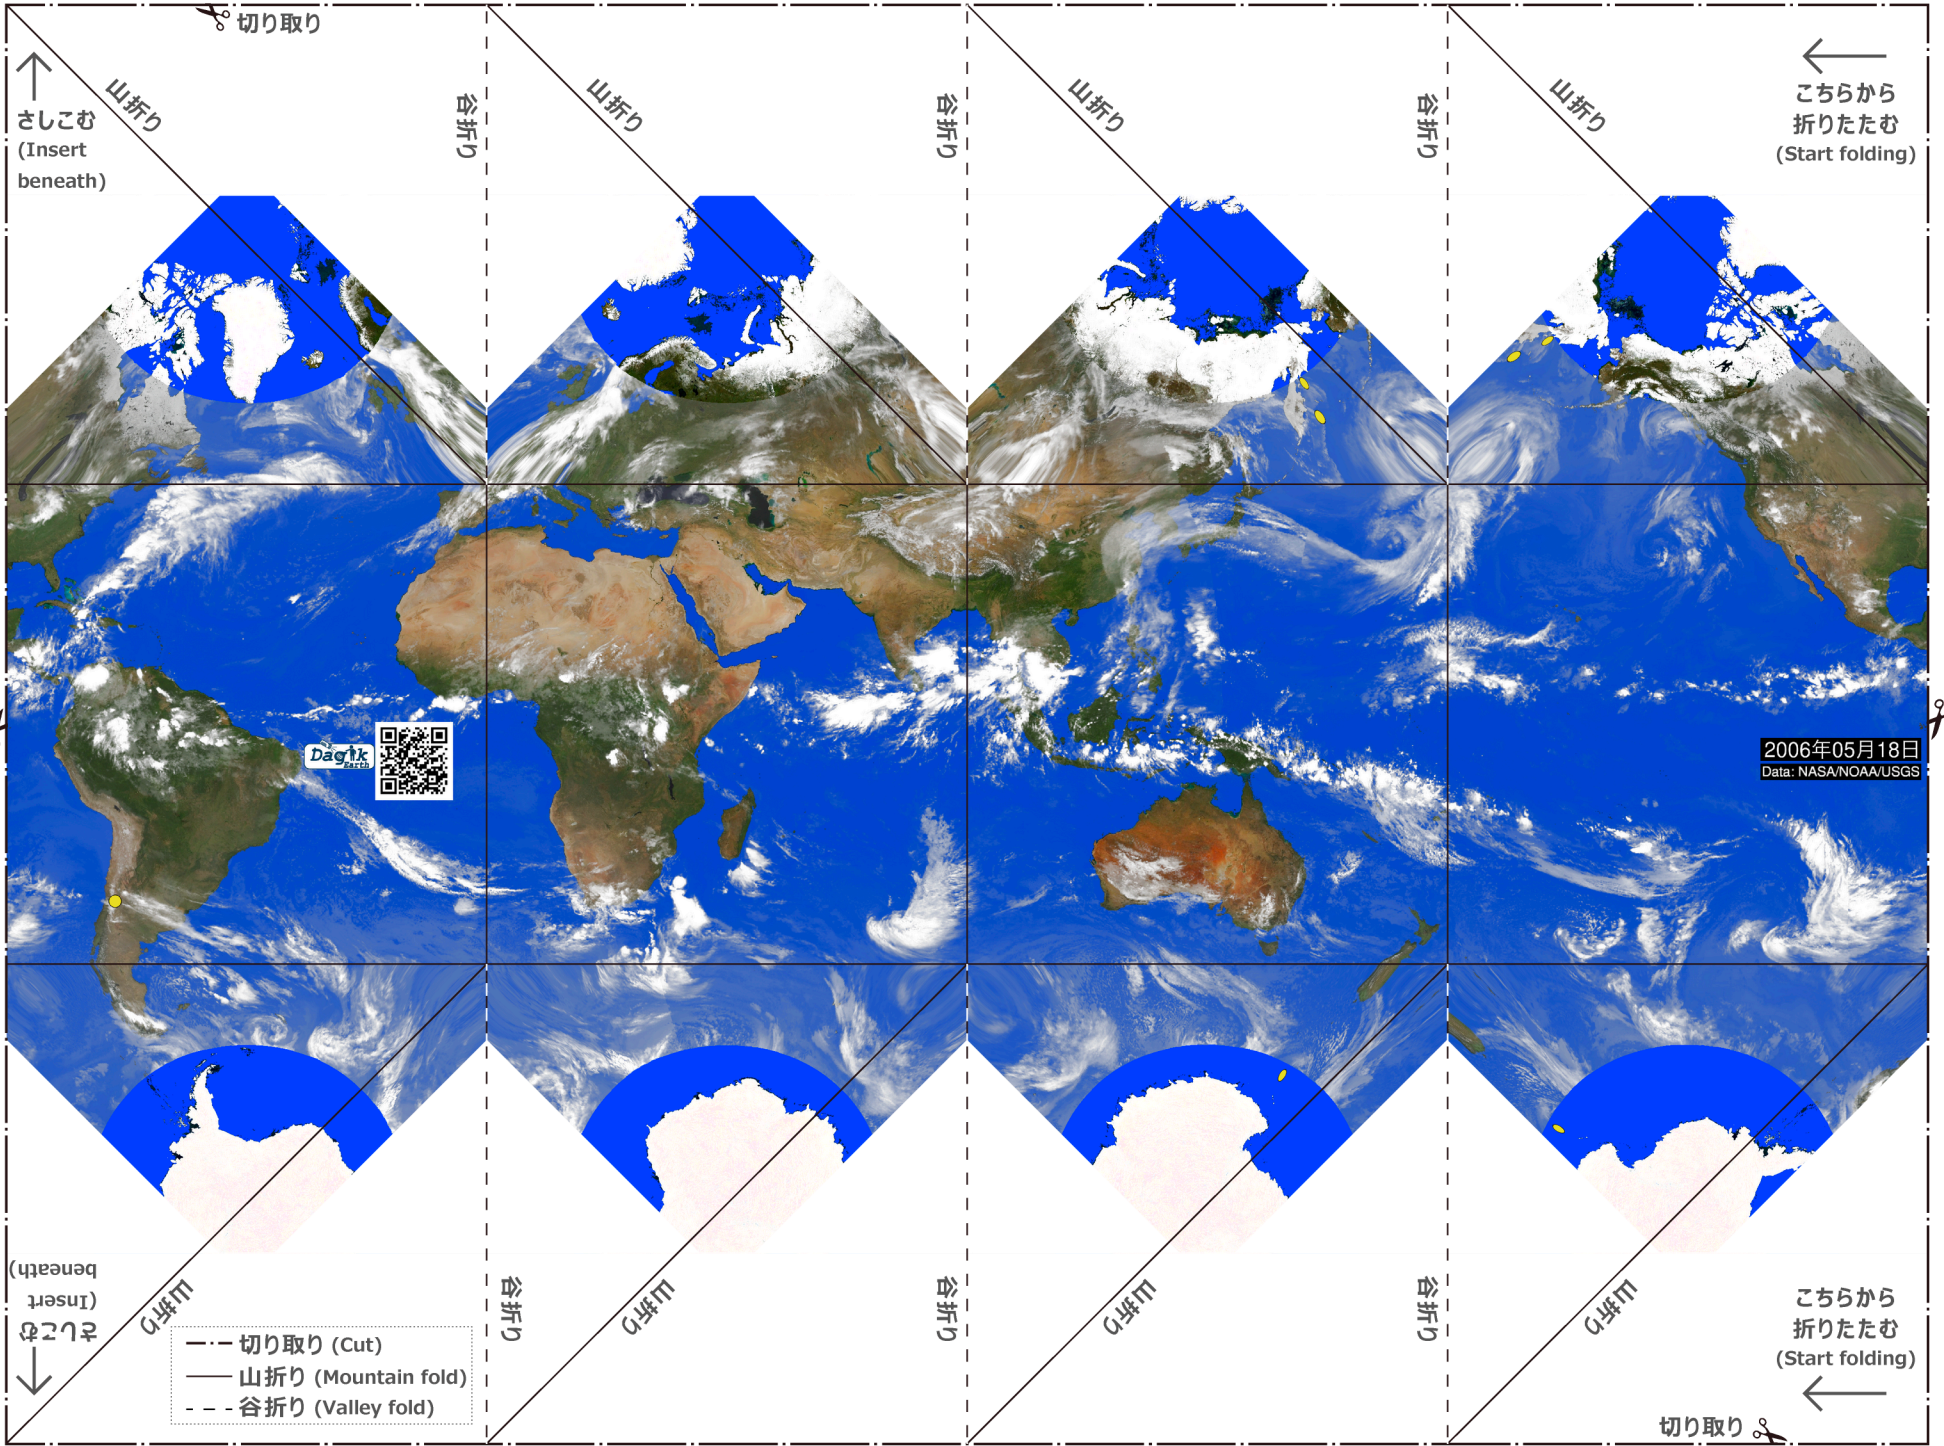 切り取り
山折り
谷折り
山折り
谷折り
山折り
谷折り
山折り
さしこむ
(Insert
beneath)
こちらから
折りたたむ
(Start folding)
Dagik
Earth
2006年05月18日
Data: NASA/NOAA/USGS
さしこむ
(Insert
beneath)
山折り
谷折り
山折り
谷折り
山折り
谷折り
山折り
こちらから
折りたたむ
(Start folding)
切り取り (Cut)
山折り (Mountain fold)
谷折り (Valley fold)
切り取り